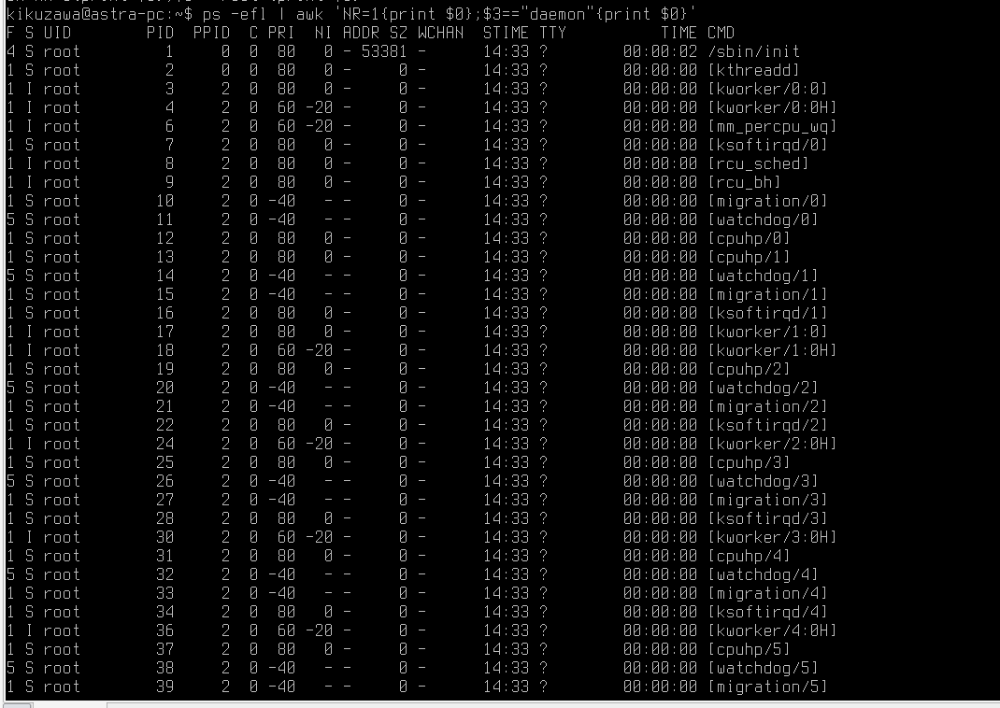 kikuzawa@astra-pc:~$ ps -efl | awk 'NR=1{print $0};$3=="daemon"{print $0}'
F S UID PID PPID C PRI NI ADDR SZ WCHAN STIME TTY TIME CMD
4 S root 1 0 0 80 0 - 53381 - 14:33 ? 00:00:02 /sbin/init
1 S root 2 0 0 80 0 - 0 - 14:33 ? 00:00:00 [kthreadd]
1 I root 3 2 0 80 0 - 0 - 14:33 ? 00:00:00 [kworker/0:0]
1 I root 4 2 0 60 -20 - 0 - 14:33 ? 00:00:00 [kworker/0:0H]
1 I root 6 2 0 60 -20 - 0 - 14:33 ? 00:00:00 [mm_percpu_wq]
1 S root 7 2 0 80 0 - 0 - 14:33 ? 00:00:00 [ksoftirqd/0]
1 I root 8 2 0 80 0 - 0 - 14:33 ? 00:00:00 [rcu_sched]
1 I root 9 2 0 80 0 - 0 - 14:33 ? 00:00:00 [rcu_bh]
1 S root 10 2 0 -40 - - 0 - 14:33 ? 00:00:00 [migration/0]
5 S root 11 2 0 -40 - - 0 - 14:33 ? 00:00:00 [watchdog/0]
1 S root 12 2 0 80 0 - 0 - 14:33 ? 00:00:00 [cpuhp/0]
1 S root 13 2 0 80 0 - 0 - 14:33 ? 00:00:00 [cpuhp/1]
5 S root 14 2 0 -40 - - 0 - 14:33 ? 00:00:00 [watchdog/1]
1 S root 15 2 0 -40 - - 0 - 14:33 ? 00:00:00 [migration/1]
1 S root 16 2 0 80 0 - 0 - 14:33 ? 00:00:00 [ksoftirqd/1]
1 I root 17 2 0 80 0 - 0 - 14:33 ? 00:00:00 [kworker/1:0]
1 I root 18 2 0 60 -20 - 0 - 14:33 ? 00:00:00 [kworker/1:0H]
1 S root 19 2 0 80 0 - 0 - 14:33 ? 00:00:00 [cpuhp/2]
5 S root 20 2 0 -40 - - 0 - 14:33 ? 00:00:00 [watchdog/2]
1 S root 21 2 0 -40 - - 0 - 14:33 ? 00:00:00 [migration/2]
1 S root 22 2 0 80 0 - 0 - 14:33 ? 00:00:00 [ksoftirqd/2]
1 I root 24 2 0 60 -20 - 0 - 14:33 ? 00:00:00 [kworker/2:0H]
1 S root 25 2 0 80 0 - 0 - 14:33 ? 00:00:00 [cpuhp/3]
5 S root 26 2 0 -40 - - 0 - 14:33 ? 00:00:00 [watchdog/3]
1 S root 27 2 0 -40 - - 0 - 14:33 ? 00:00:00 [migration/3]
1 S root 28 2 0 80 0 - 0 - 14:33 ? 00:00:00 [ksoftirqd/3]
1 I root 30 2 0 60 -20 - 0 - 14:33 ? 00:00:00 [kworker/3:0H]
1 S root 31 2 0 80 0 - 0 - 14:33 ? 00:00:00 [cpuhp/4]
5 S root 32 2 0 -40 - - 0 - 14:33 ? 00:00:00 [watchdog/4]
1 S root 33 2 0 -40 - - 0 - 14:33 ? 00:00:00 [migration/4]
1 S root 34 2 0 80 0 - 0 - 14:33 ? 00:00:00 [ksoftirqd/4]
1 I root 36 2 0 60 -20 - 0 - 14:33 ? 00:00:00 [kworker/4:0H]
1 S root 37 2 0 80 0 - 0 - 14:33 ? 00:00:00 [cpuhp/5]
5 S root 38 2 0 -40 - - 0 - 14:33 ? 00:00:00 [watchdog/5]
1 S root 39 2 0 -40 - - 0 - 14:33 ? 00:00:00 [migration/5]